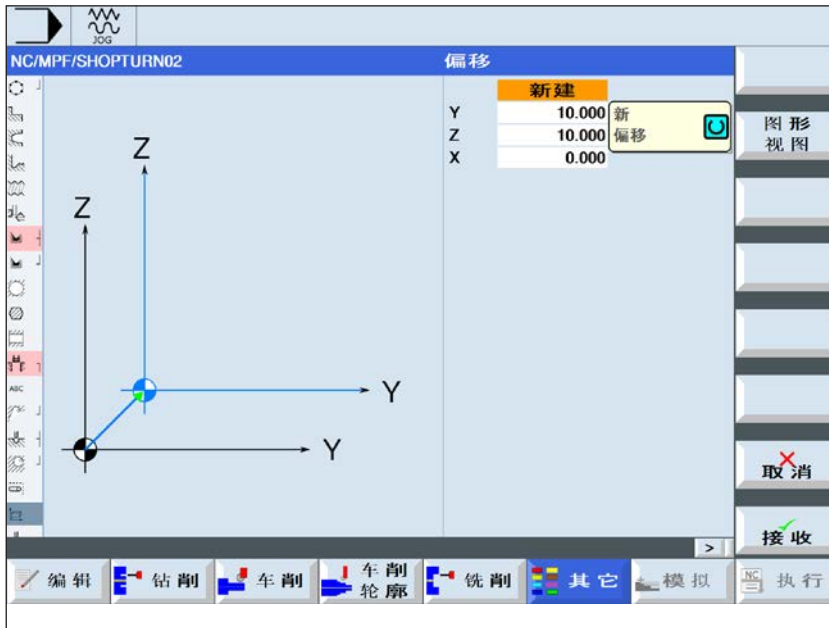 JOG
NC/MPF/SHOPTURN02
偏移
新建
Y 10.000
Z 10.000
X 0.000
新
偏移
Z
Z
Y
Y
ABC
图形
视图
取消
接收
>
编辑
钻削
车削
车削
轮廓
铣削
其它
模拟
NC
执行